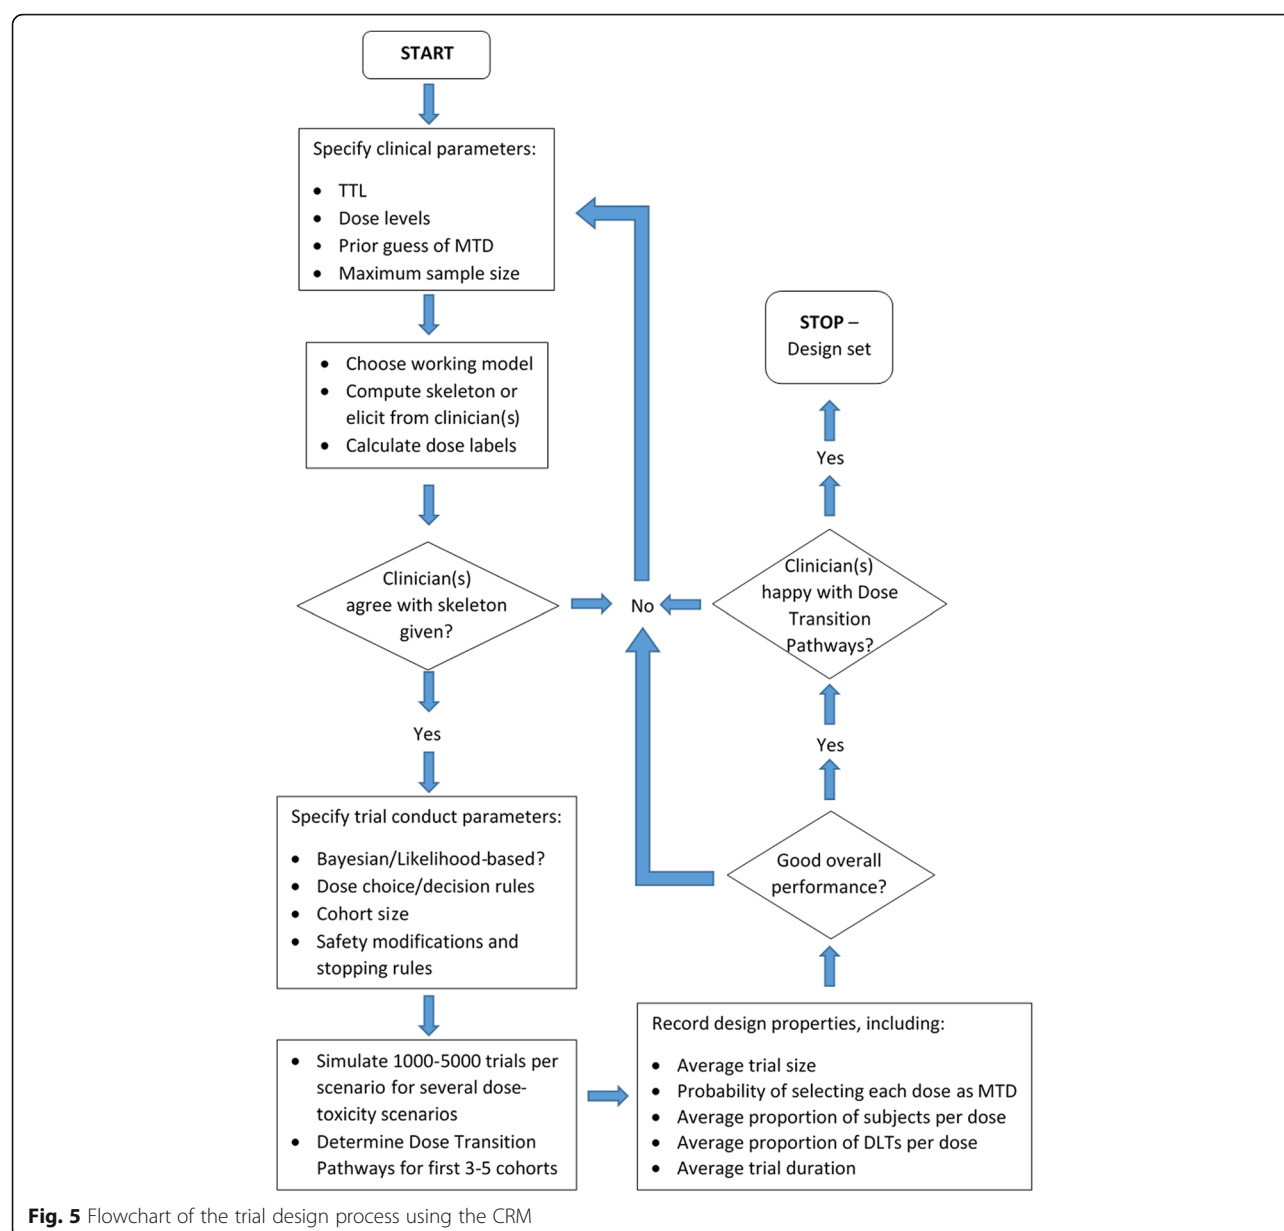 START
Specify clinical parameters:
• TTL
• Dose levels
• Prior guess of MTD
• Maximum sample size
• Choose working model
• Compute skeleton or
elicit from clinician(s)
• Calculate dose labels
Clinician(s)
agree with skeleton
given?
No
Yes
Specify trial conduct parameters:
• Bayesian/Likelihood-based?
• Dose choice/decision rules
• Cohort size
• Safety modifications and
stopping rules
• Simulate 1000-5000 trials per
scenario for several dose-
toxicity scenarios
• Determine Dose Transition
Pathways for first 3-5 cohorts
Record design properties, including:
• Average trial size
• Probability of selecting each dose as MTD
• Average proportion of subjects per dose
• Average proportion of DLTs per dose
• Average trial duration
Good overall
performance?
Yes
Clinician(s)
happy with Dose
Transition
Pathways?
Yes
STOP –
Design set
Fig. 5 Flowchart of the trial design process using the CRM